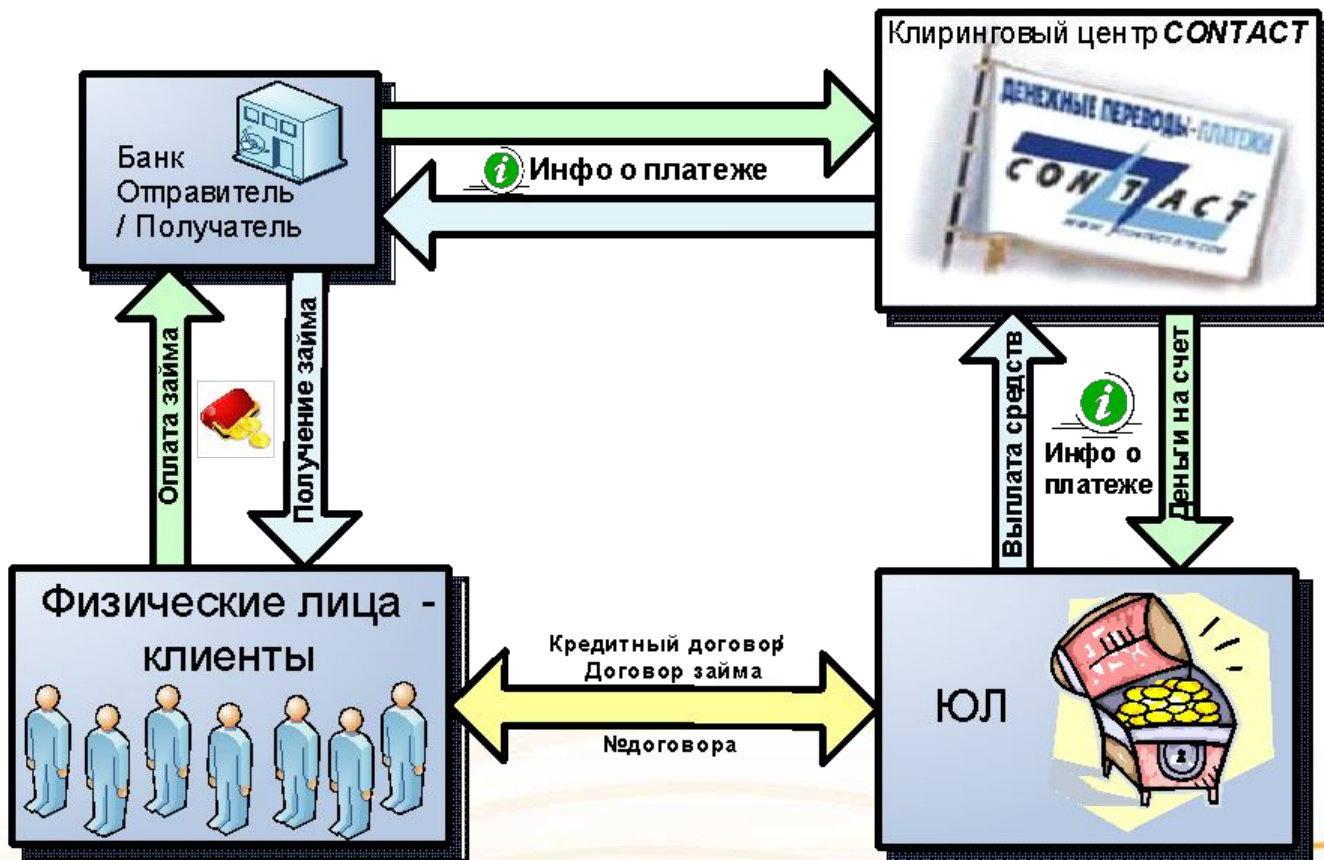 Клиринговый центр CONTACT
ДЕНЕЖНЫЕ ПЕРЕВОДЫ-ПЛАТЕЖИ
CONTACT
Банк
Отправитель
/ Получатель
Инфо о платеже
Оплата займа
Получение займа
Выплата средств
Инфо о
платеже
Деньги на счет
Физические лица -
клиенты
Кредитный договор/
Договор займа
№договора
ЮЛ